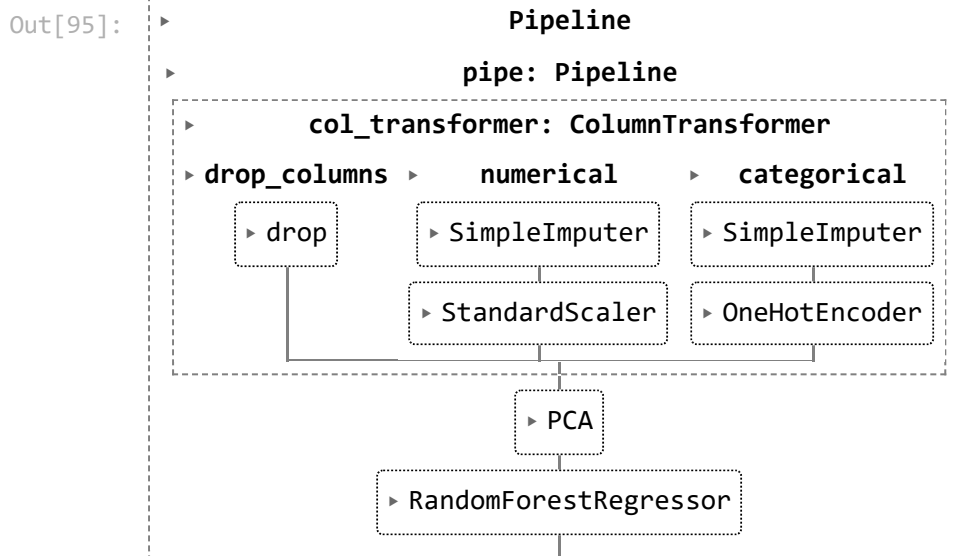 Out[95]: Pipeline
pipe: Pipeline
col_transformer: ColumnTransformer
drop_columns numerical categorical
drop SimpleImputer SimpleImputer
StandardScaler OneHotEncoder
PCA
RandomForestRegressor